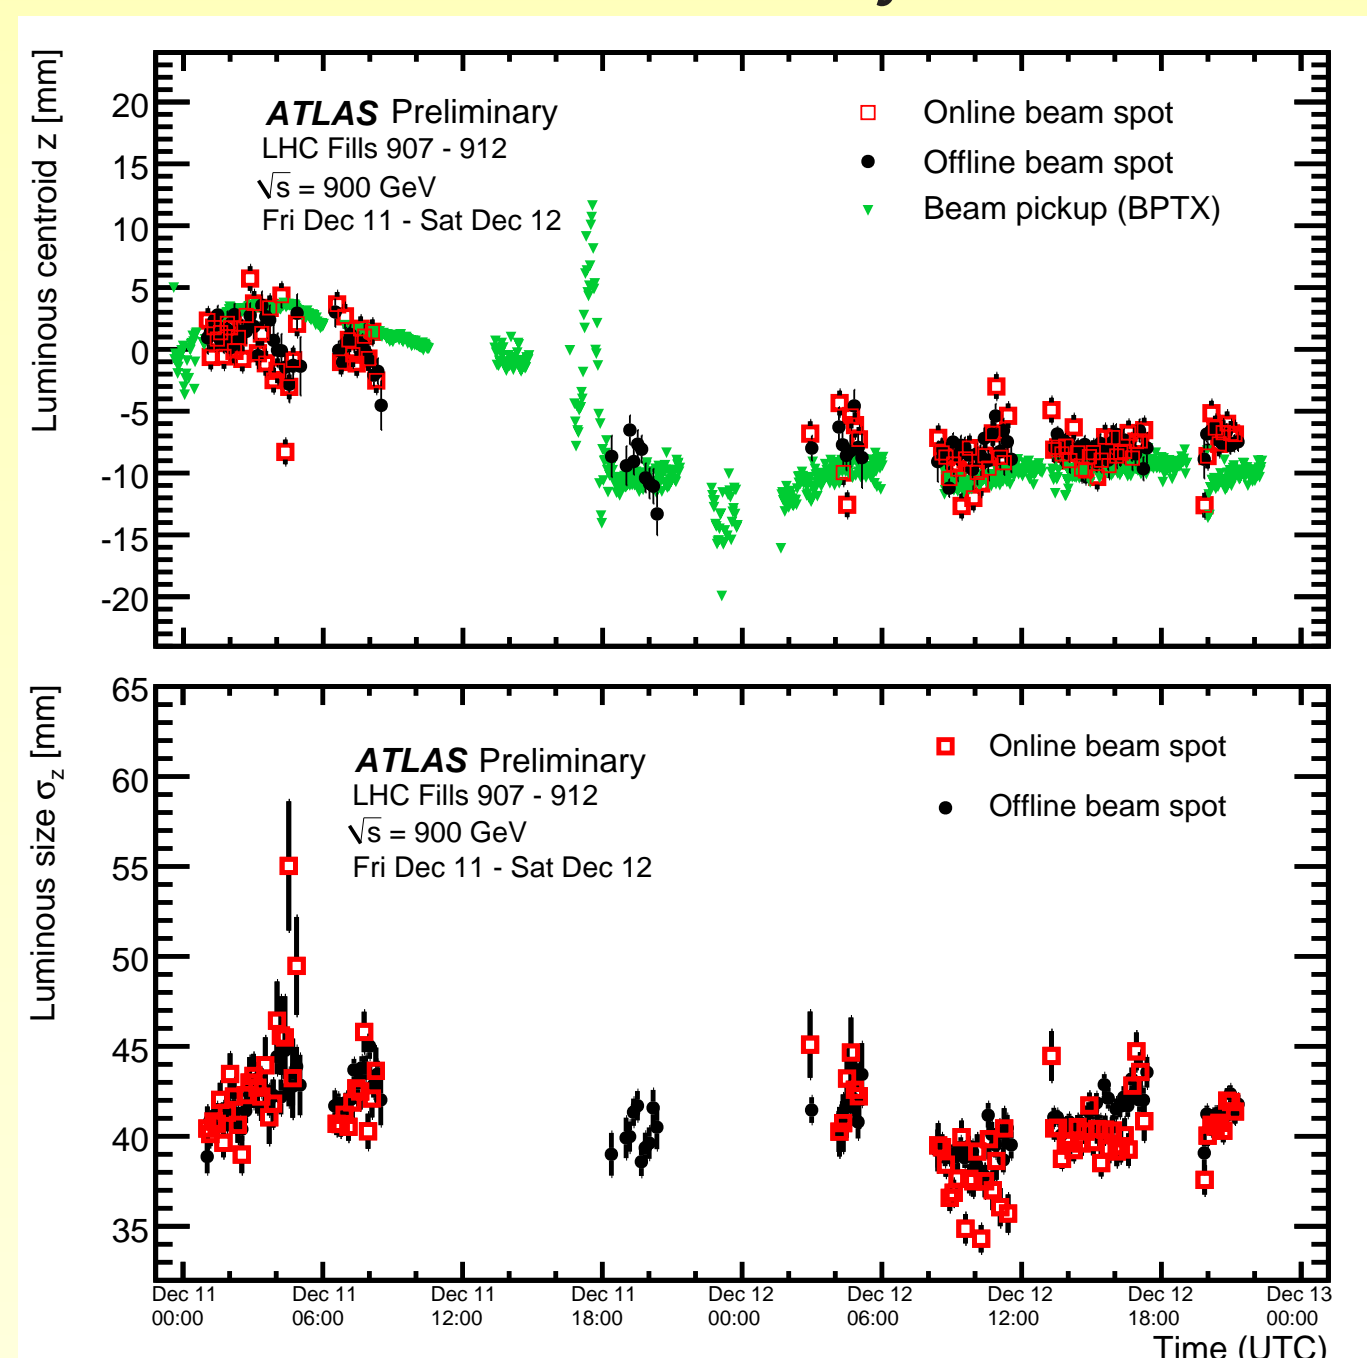 Luminous centroid z [mm]
20
15
10
5
0
-5
-10
-15
-20
ATLAS Preliminary
LHC Fills 907 - 912
√s = 900 GeV
Fri Dec 11 - Sat Dec 12
Online beam spot
Offline beam spot
Beam pickup (BPTX)
Luminous size σz [mm]
65
60
55
50
45
40
35
ATLAS Preliminary
LHC Fills 907 - 912
√s = 900 GeV
Fri Dec 11 - Sat Dec 12
Online beam spot
Offline beam spot
Dec 11 Dec 11 Dec 11 Dec 11 Dec 12 Dec 12 Dec 12 Dec 12 Dec 13
00:00 06:00 12:00 18:00 00:00 06:00 12:00 18:00 00:00
Time (UTC)